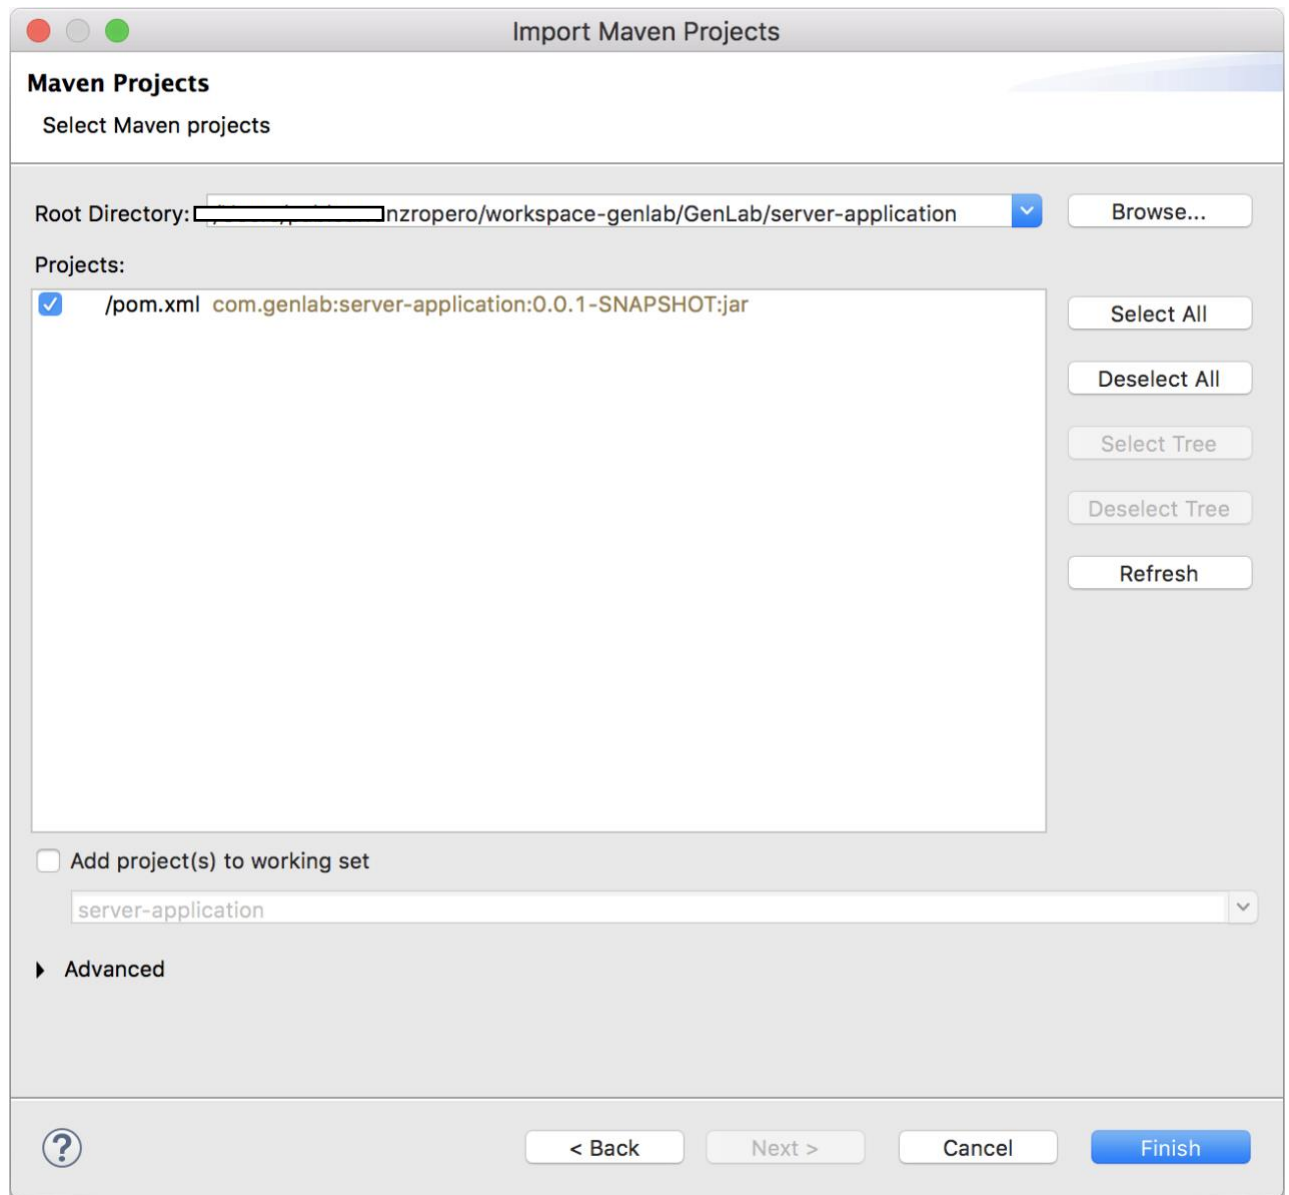 Import Maven Projects
Maven Projects
Select Maven projects
Root Directory: nzropero/workspace-genlab/GenLab/server-application
Browse...
Projects:
/pom.xml com.genlab:server-application:0.0.1-SNAPSHOT:jar
Select All
Deselect All
Select Tree
Deselect Tree
Refresh
Add project(s) to working set
server-application
Advanced
?
< Back
Next >
Cancel
Finish